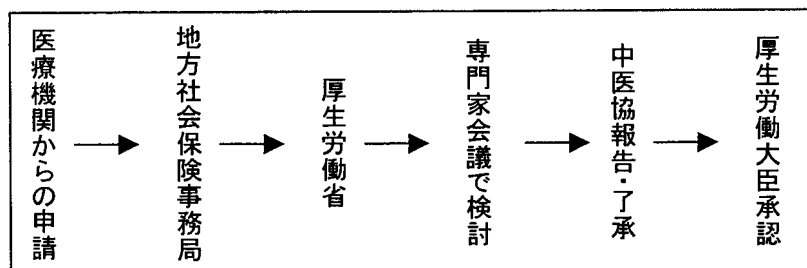 医療機関からの申請
地方社会保険事務局
厚生労働省
専門家会議で検討
中医協報告・了承
厚生労働大臣承認